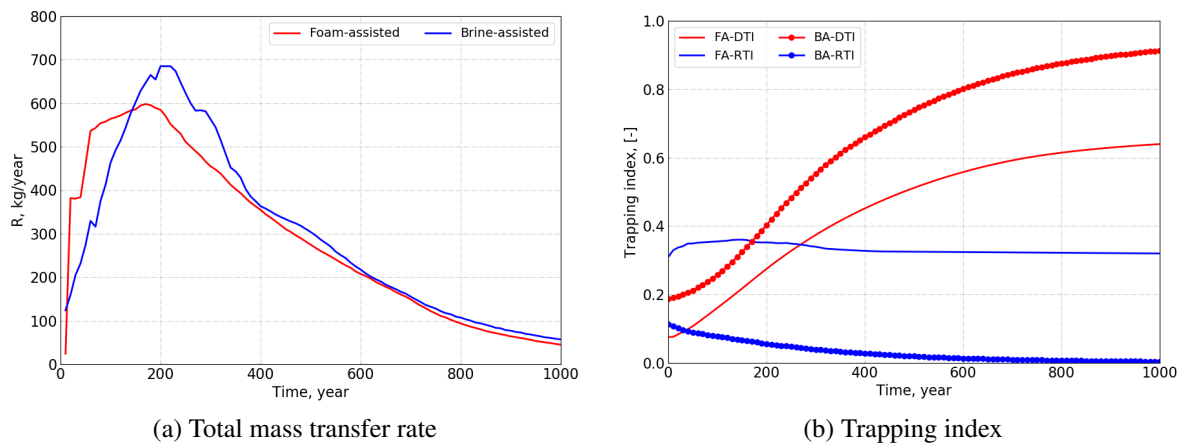 800
700
600
500
400
300
200
100
0
R, kg/year
Foam-assisted
Brine-assisted
0 200 400 600 800 1000
Time, year
(a) Total mass transfer rate
1.0
0.8
0.6
0.4
0.2
0.0
Trapping index, [-]
FA-DTI BA-DTI
FA-RTI BA-RTI
0 200 400 600 800 1000
Time, year
(b) Trapping index